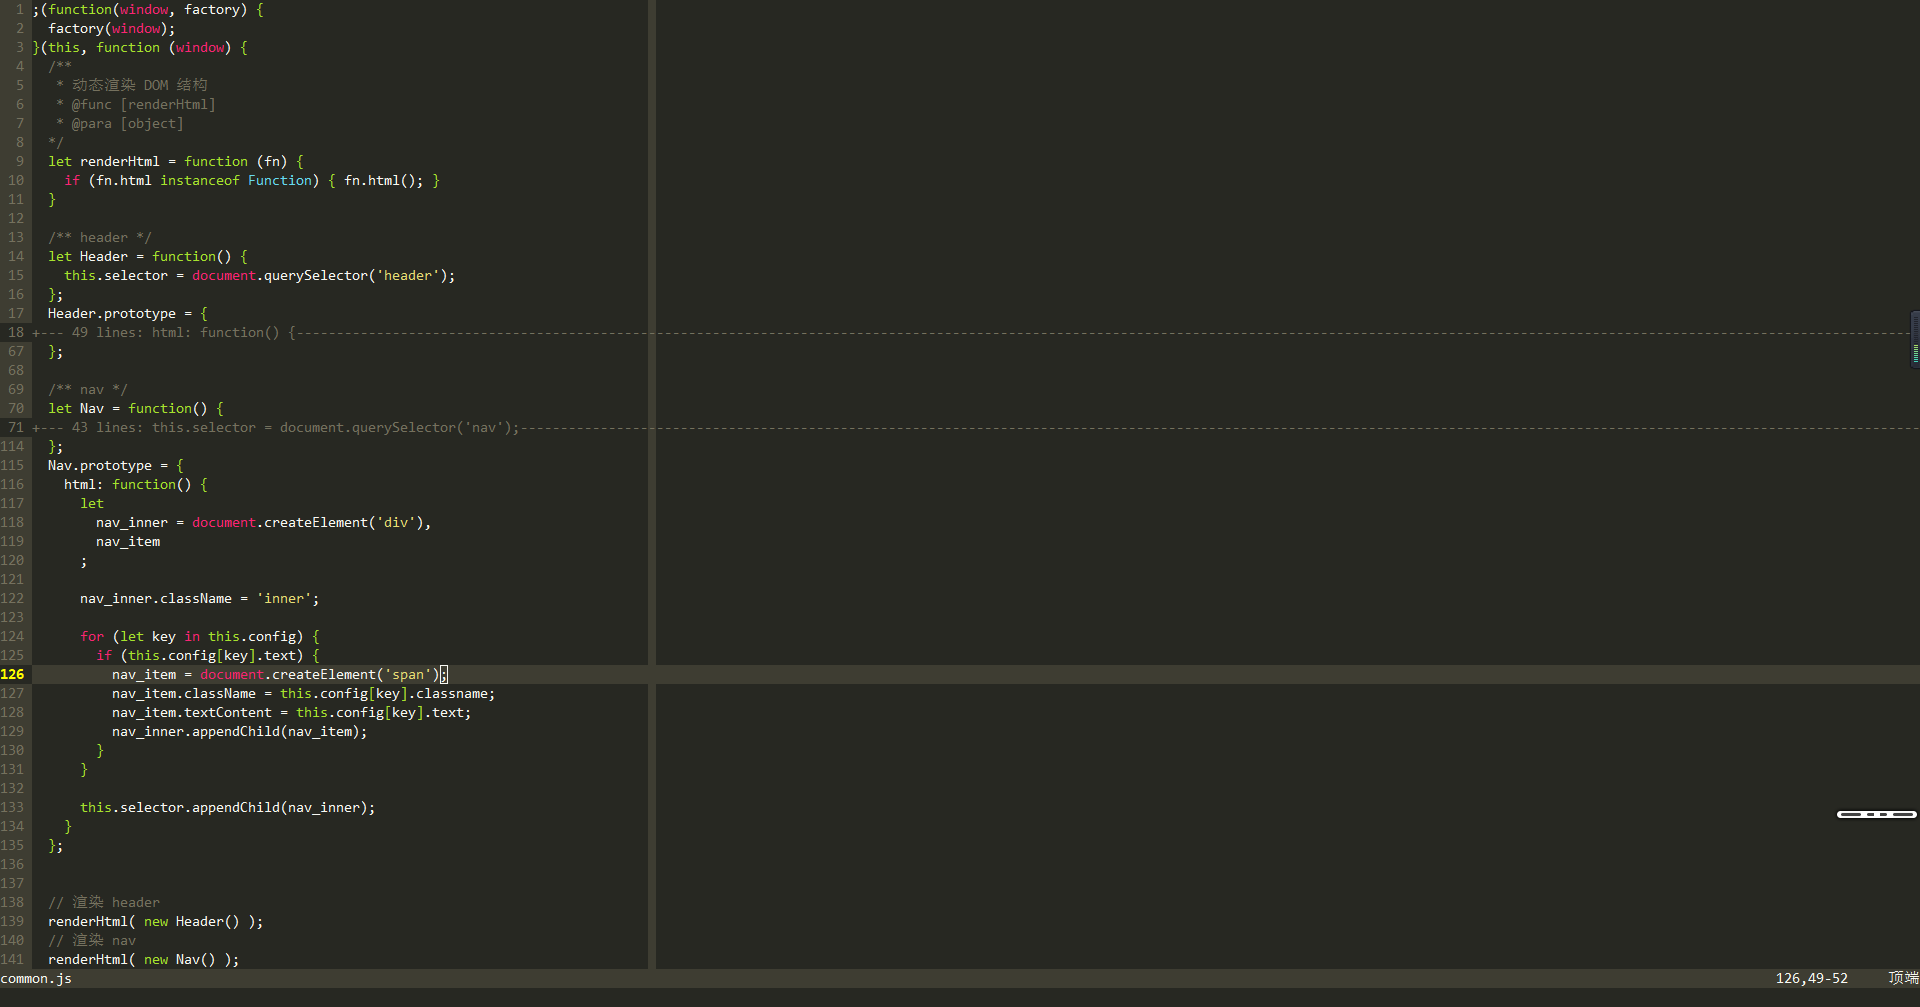 1 ;(function(window, factory) {
2   factory(window);
3 }(this, function (window) {
4   /**
5    * 动态渲染 DOM 结构
6    * @func [renderHtml]
7    * @para [object]
8   */
9   let renderHtml = function (fn) {
10     if (fn.html instanceof Function) { fn.html(); }
11   }
12
13   /** header */
14   let Header = function() {
15     this.selector = document.querySelector('header');
16   };
17   Header.prototype = {
18 +--- 49 lines: html: function() {---
67   };
68
69   /** nav */
70   let Nav = function() {
71 +--- 43 lines: this.selector = document.querySelector('nav');---
114   };
115   Nav.prototype = {
116     html: function() {
117       let
118         nav_inner = document.createElement('div'),
119         nav_item
120       ;
121
122       nav_inner.className = 'inner';
123
124       for (let key in this.config) {
125         if (this.config[key].text) {
126           nav_item = document.createElement('span');
127           nav_item.className = this.config[key].classname;
128           nav_item.textContent = this.config[key].text;
129           nav_inner.appendChild(nav_item);
130         }
131       }
132
133       this.selector.appendChild(nav_inner);
134     }
135   };
136
137
138   // 渲染 header
139   renderHtml( new Header() );
140   // 渲染 nav
141   renderHtml( new Nav() );
common.js 126,49-52 顶端